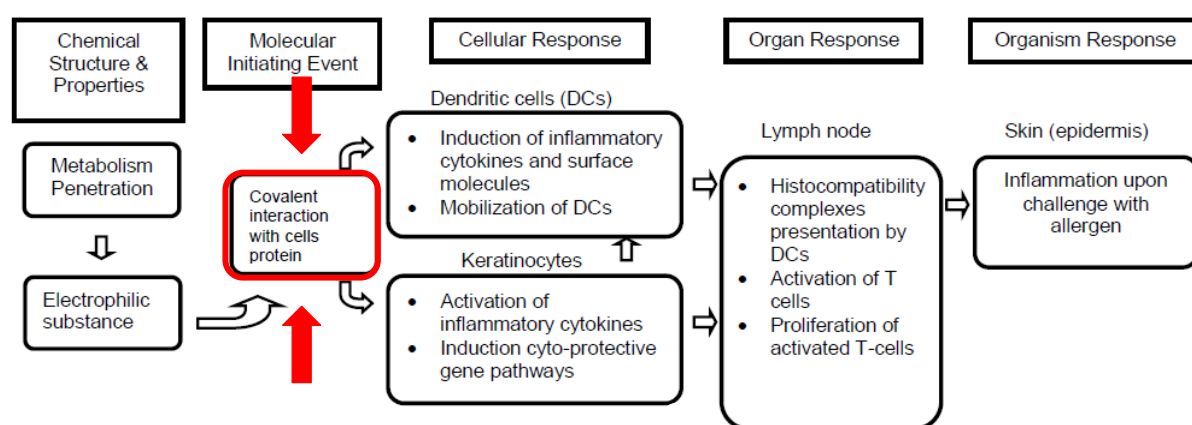 Chemical
Structure &
Properties
Molecular
Initiating Event
Cellular Response
Organ Response
Organism Response
Metabolism
Penetration
Electrophilic
substance
Covalent
interaction
with cells
protein
Dendritic cells (DCs)
• Induction of inflammatory
cytokines and surface
molecules
• Mobilization of DCs
Keratinocytes
• Activation of
inflammatory cytokines
• Induction cyto-protective
gene pathways
Lymph node
• Histocompatibility
complexes
presentation by
DCs
• Activation of T
cells
• Proliferation of
activated T-cells
Skin (epidermis)
Inflammation upon
challenge with
allergen